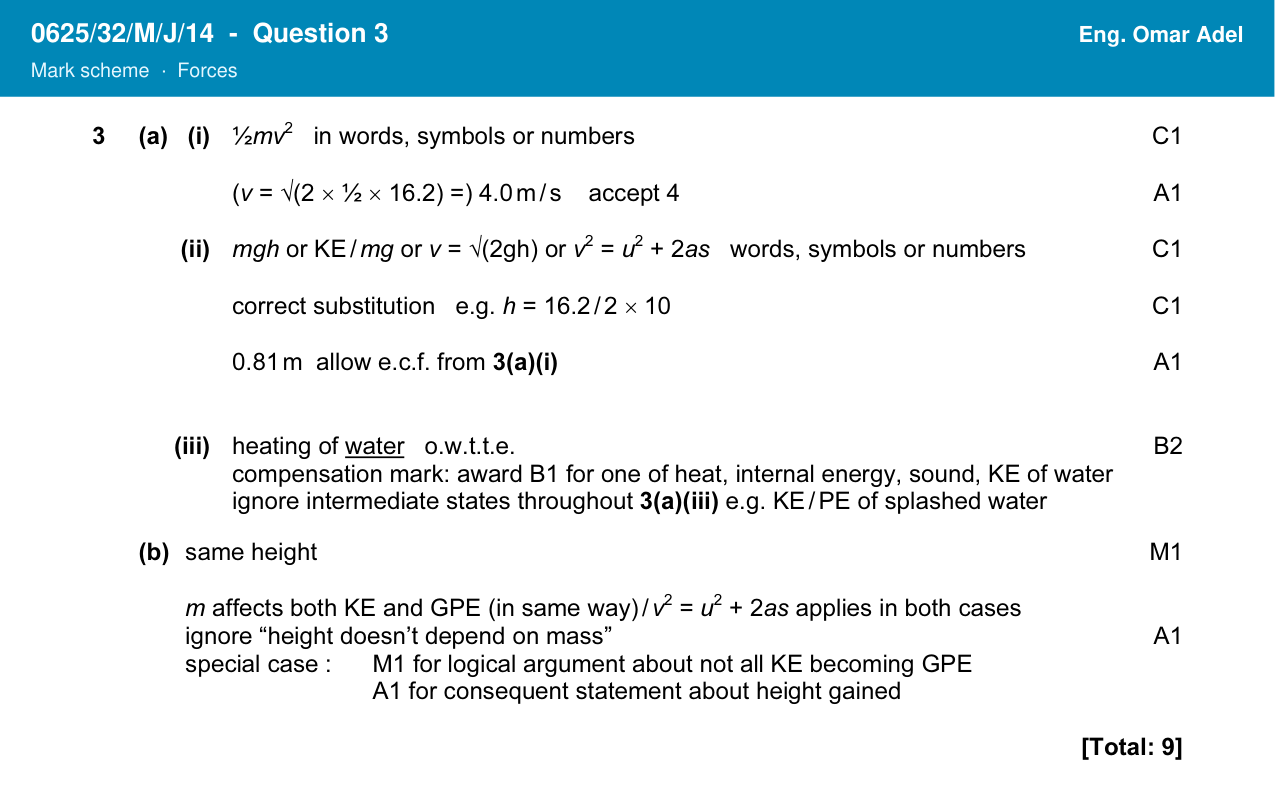 0625/32/M/J/14 - Question 3
Eng. Omar Adel
Mark scheme · Forces
3 (a) (i) ½mv² in words, symbols or numbers C1
(v = √(2 × ½ × 16.2) =) 4.0 m / s accept 4 A1
(ii) mgh or KE / mg or v = √(2gh) or v² = u² + 2as words, symbols or numbers C1
correct substitution e.g. h = 16.2 / 2 × 10 C1
0.81 m allow e.c.f. from 3(a)(i) A1
(iii) heating of water o.w.t.t.e. B2
compensation mark: award B1 for one of heat, internal energy, sound, KE of water
ignore intermediate states throughout 3(a)(iii) e.g. KE / PE of splashed water
(b) same height M1
m affects both KE and GPE (in same way) / v² = u² + 2as applies in both cases
ignore “height doesn’t depend on mass” A1
special case : M1 for logical argument about not all KE becoming GPE
A1 for consequent statement about height gained
[Total: 9]